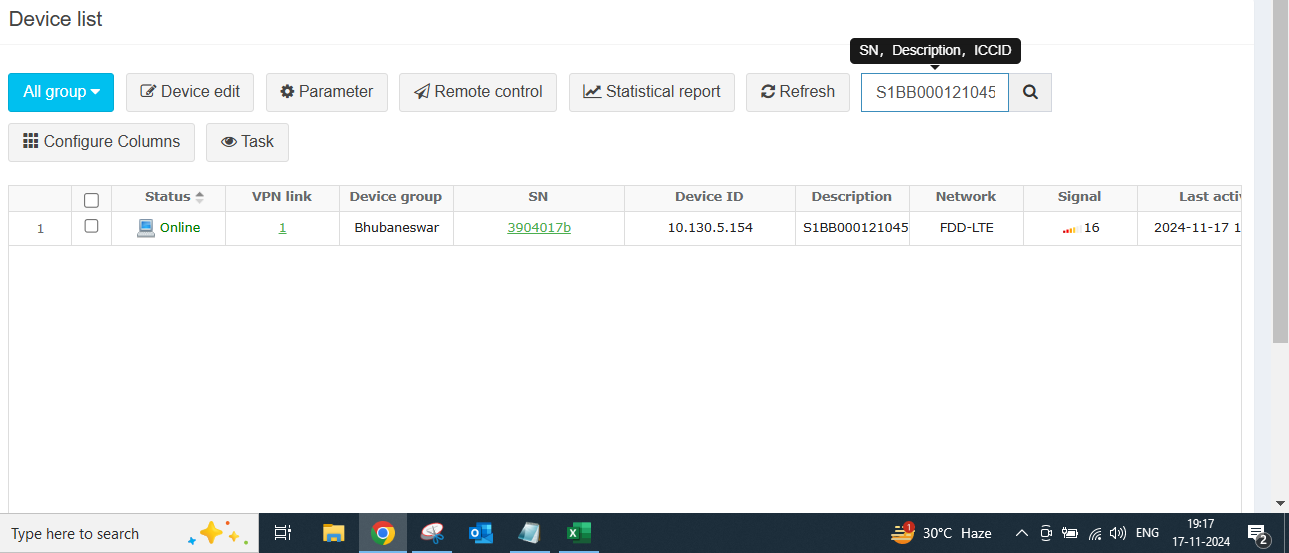 Device list
SN, Description, ICCID
All group Device edit Parameter Remote control Statistical report Refresh S1BB000121045
Configure Columns Task
Status VPN link Device group SN Device ID Description Network Signal Last acti
1 Online 1 Bhubaneswar 3904017b 10.130.5.154 S1BB000121045 FDD-LTE 16 2024-11-17 1
Type here to search 1 30°C Haze ENG 19:17
17-11-2024 2